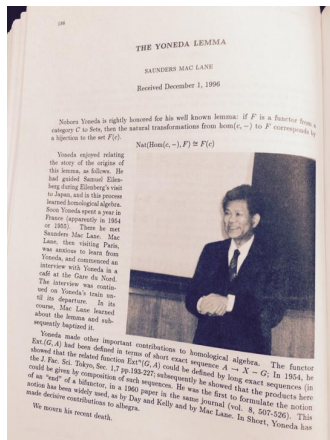 186
THE YONEDA LEMMA
SAUNDERS MAC LANE
Received December 1, 1996
Noboru Yoneda is rightly honored for his well known lemma: if F is a functor from a
category C to Sets, then the natural transformations from hom(c, −) to F corresponds by
a bijection to the set F(c).
Nat(Hom(c, −), F) ≅ F(c)
Yoneda enjoyed relating
the story of the origins of
this lemma, as follows. He
had guided Samuel Eilen-
berg during Eilenberg's visit
to Japan, and in this process
learned homological algebra.
Soon Yoneda spent a year in
France (apparently in 1954
or 1955). There he met
Saunders Mac Lane. Mac
Lane, then visiting Paris,
was anxious to learn from
Yoneda, and commenced an
interview with Yoneda in a
café at the Gare du Nord.
The interview was contin-
ued on Yoneda's train un-
til its departure. In its
course, Mac Lane learned
about the lemma and sub-
sequently baptized it.
Yoneda made other important contributions to homological algebra. The functor
Ext.(G, A) had been defined in terms of short exact sequence A → X → G; In 1954, he
showed that the related function Extⁿ(G, A) could be defined by long exact sequences (in
the J. Fac. Sci. Tokyo, Sec. 1,7 pp.193-227; subsequently he showed that the products here
could be given by composition of such sequences. He was the first to formulate the notion
of an "end" of a bifunctor, in a 1960 paper in the same journal (vol. 8, 507-526). This
notion has been widely used, as by Day and Kelly and by Mac Lane. In Short, Yoneda has
made decisive contributions to allegra.
We mourn his recent death.